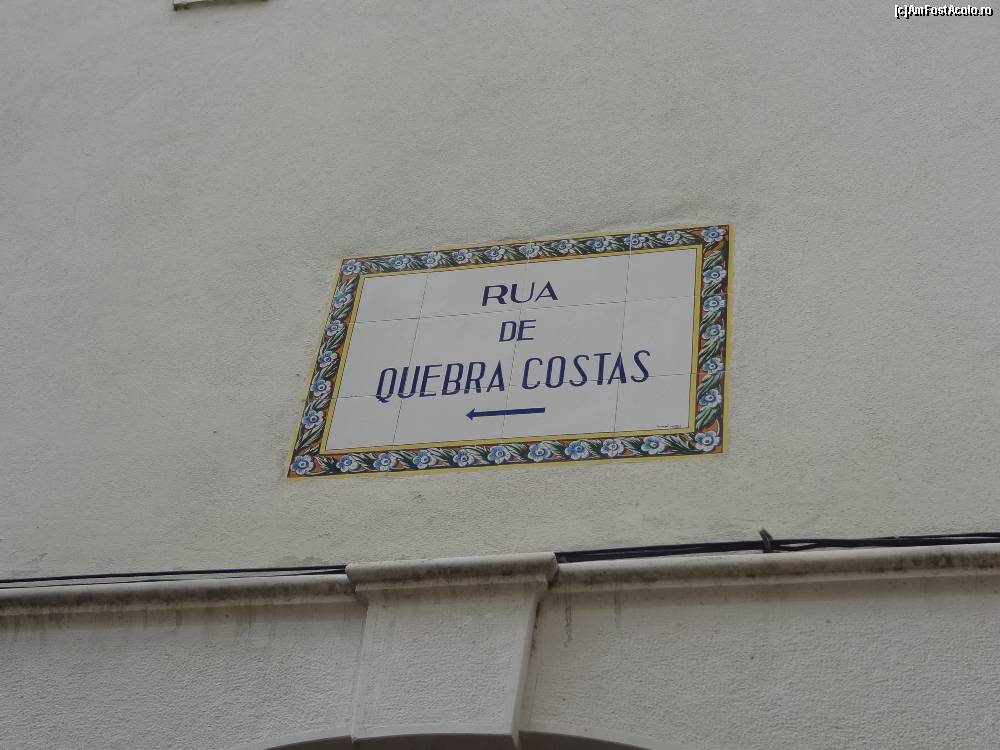 [c]AmFostAcolo.ro
RUA
DE
QUEBRA COSTAS